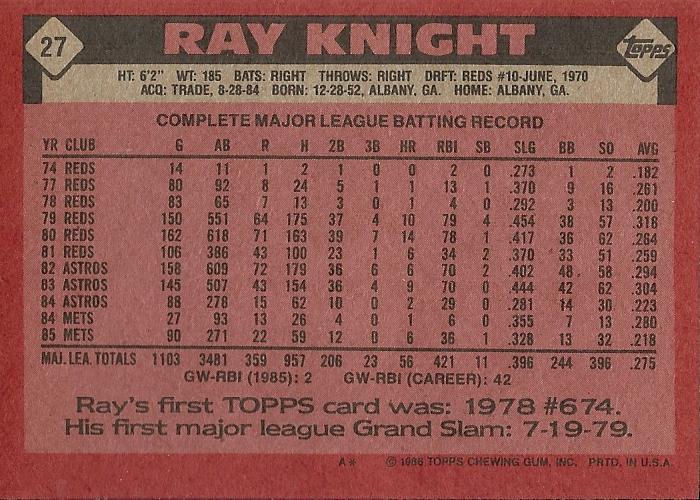 27 RAY KNIGHT Topps
HT: 6'2" WT: 185 BATS: RIGHT THROWS: RIGHT DRFT: REDS #10-JUNE, 1970
ACQ: TRADE, 8-28-84 BORN: 12-28-52, ALBANY, GA. HOME: ALBANY, GA.
COMPLETE MAJOR LEAGUE BATTING RECORD
YR CLUB G AB R H 2B 3B HR RBI SB SLG BB SO AVG
74 REDS 14 11 1 2 1 0 0 2 0 .273 1 2 .182
77 REDS 80 92 8 24 5 1 1 13 1 .370 9 16 .261
78 REDS 83 65 7 13 3 0 1 4 0 .292 3 13 .200
79 REDS 150 551 64 175 37 4 10 79 4 .454 38 57 .318
80 REDS 162 618 71 163 39 7 14 78 1 .417 36 62 .264
81 REDS 106 386 43 100 23 1 6 34 2 .370 33 51 .259
82 ASTROS 158 609 72 179 36 6 6 70 2 .402 48 58 .294
83 ASTROS 145 507 43 154 36 4 9 70 0 .444 42 62 .304
84 ASTROS 88 278 15 62 10 0 2 29 0 .281 14 30 .223
84 METS 27 93 13 26 4 0 1 6 0 .355 7 13 .280
85 METS 90 271 22 59 12 0 6 36 1 .328 13 32 .218
MAJ. LEA. TOTALS 1103 3481 359 957 206 23 56 421 11 .396 244 396 .275
GW-RBI (1985): 2 GW-RBI (CAREER): 42
Ray's first TOPPS card was: 1978 #674.
His first major league Grand Slam: 7-19-79.
A* © 1986 TOPPS CHEWING GUM, INC. PRTD. IN U.S.A.